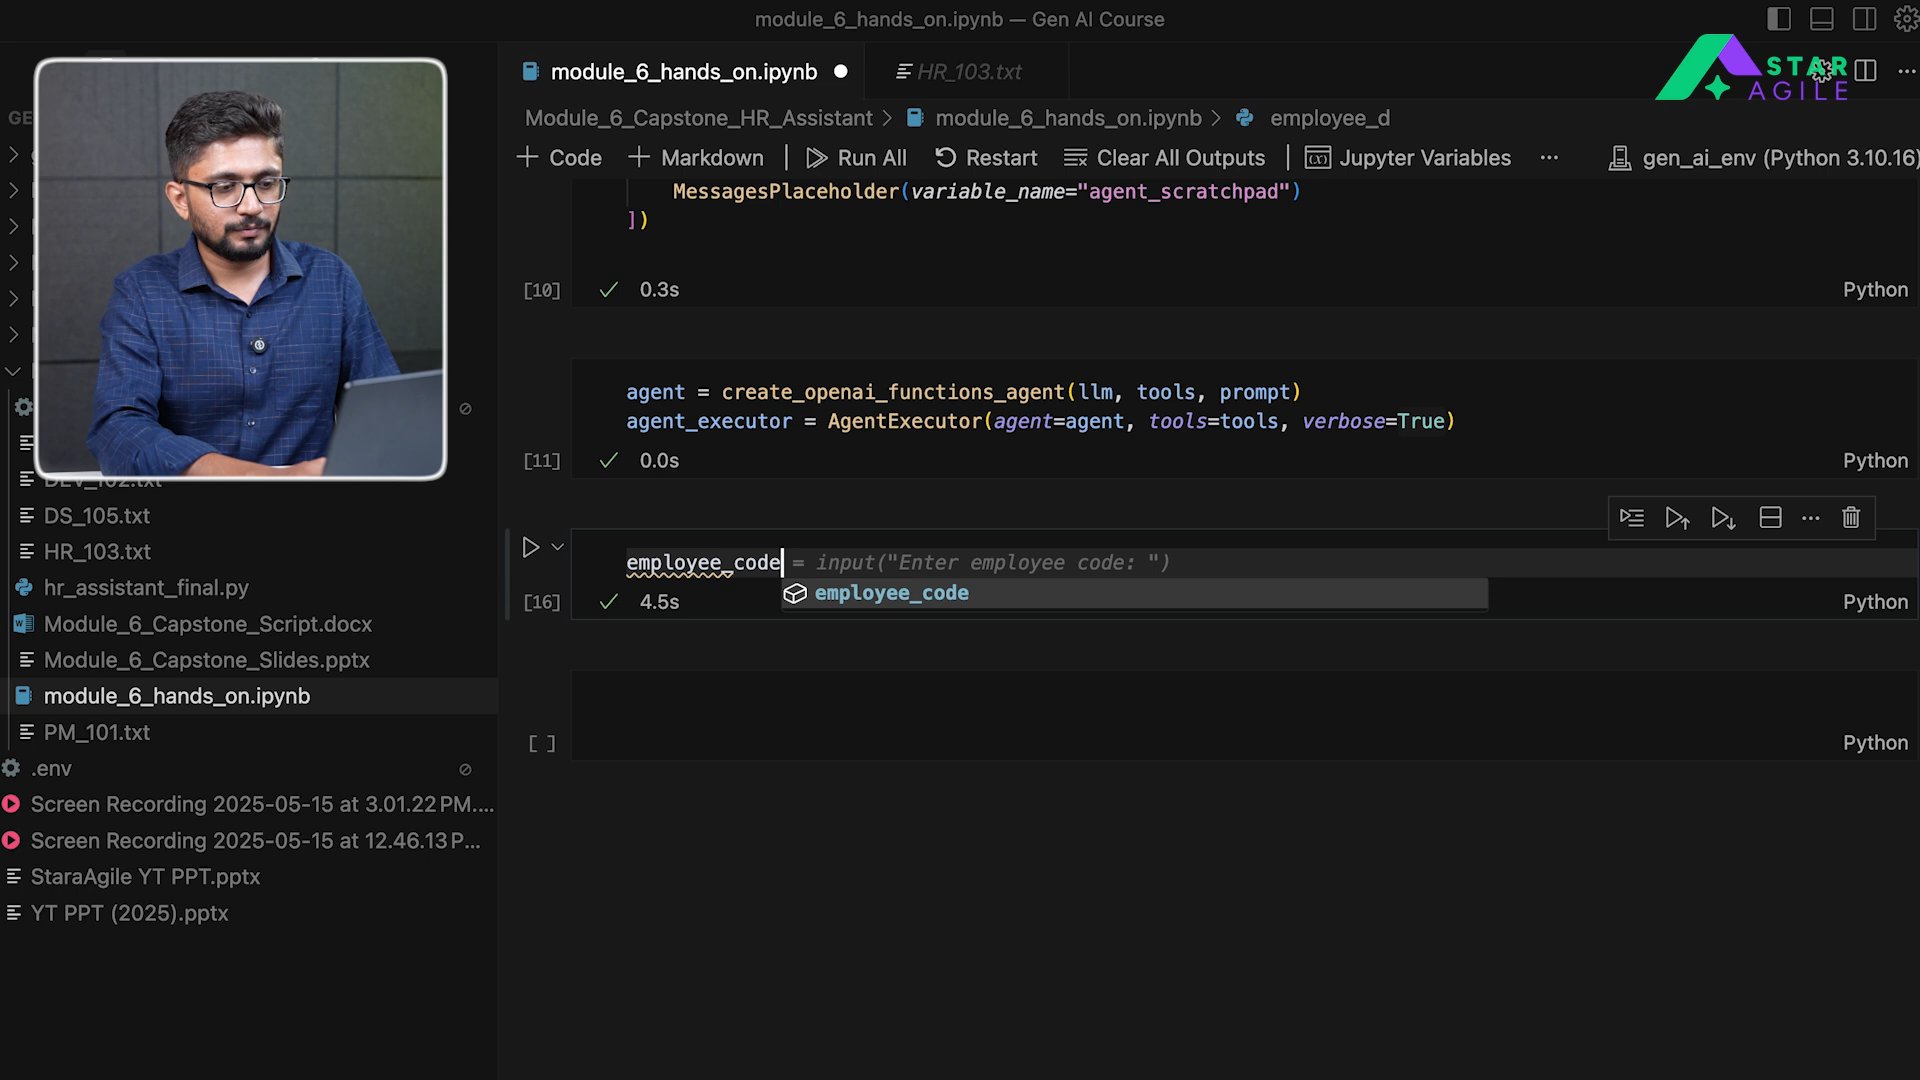 module_6_hands_on.ipynb — Gen AI Course
STAR
AGILE
module_6_hands_on.ipynb
HR_103.txt
Module_6_Capstone_HR_Assistant > module_6_hands_on.ipynb > employee_d
+ Code + Markdown | Run All Restart Clear All Outputs | Jupyter Variables ... gen_ai_env (Python 3.10.16)
MessagesPlaceholder(variable_name="agent_scratchpad")
])
[10] ✓ 0.3s Python
agent = create_openai_functions_agent(llm, tools, prompt)
agent_executor = AgentExecutor(agent=agent, tools=tools, verbose=True)
[11] ✓ 0.0s Python
employee_code = input("Enter employee code: ")
employee_code
[16] ✓ 4.5s Python
[ ] Python
GE
DEV_102.txt
DS_105.txt
HR_103.txt
hr_assistant_final.py
Module_6_Capstone_Script.docx
Module_6_Capstone_Slides.pptx
module_6_hands_on.ipynb
PM_101.txt
.env
Screen Recording 2025-05-15 at 3.01.22 PM....
Screen Recording 2025-05-15 at 12.46.13 P...
StaraAgile YT PPT.pptx
YT PPT (2025).pptx